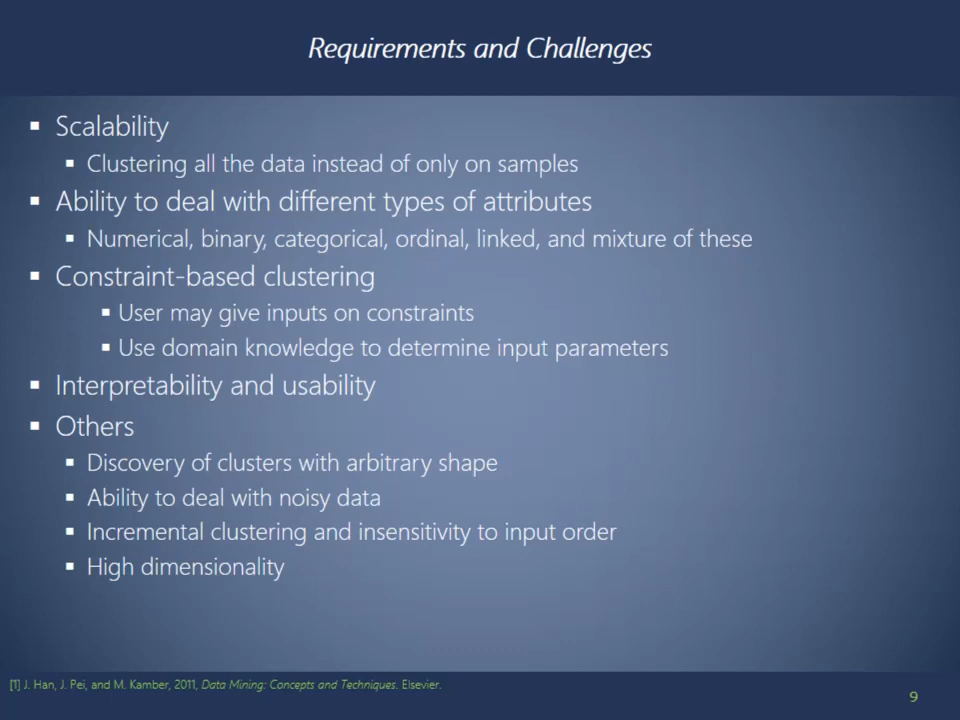 Requirements and Challenges
▪ Scalability
▪ Clustering all the data instead of only on samples
▪ Ability to deal with different types of attributes
▪ Numerical, binary, categorical, ordinal, linked, and mixture of these
▪ Constraint-based clustering
▪ User may give inputs on constraints
▪ Use domain knowledge to determine input parameters
▪ Interpretability and usability
▪ Others
▪ Discovery of clusters with arbitrary shape
▪ Ability to deal with noisy data
▪ Incremental clustering and insensitivity to input order
▪ High dimensionality
[1] J. Han, J. Pei, and M. Kamber, 2011, Data Mining: Concepts and Techniques. Elsevier.
9